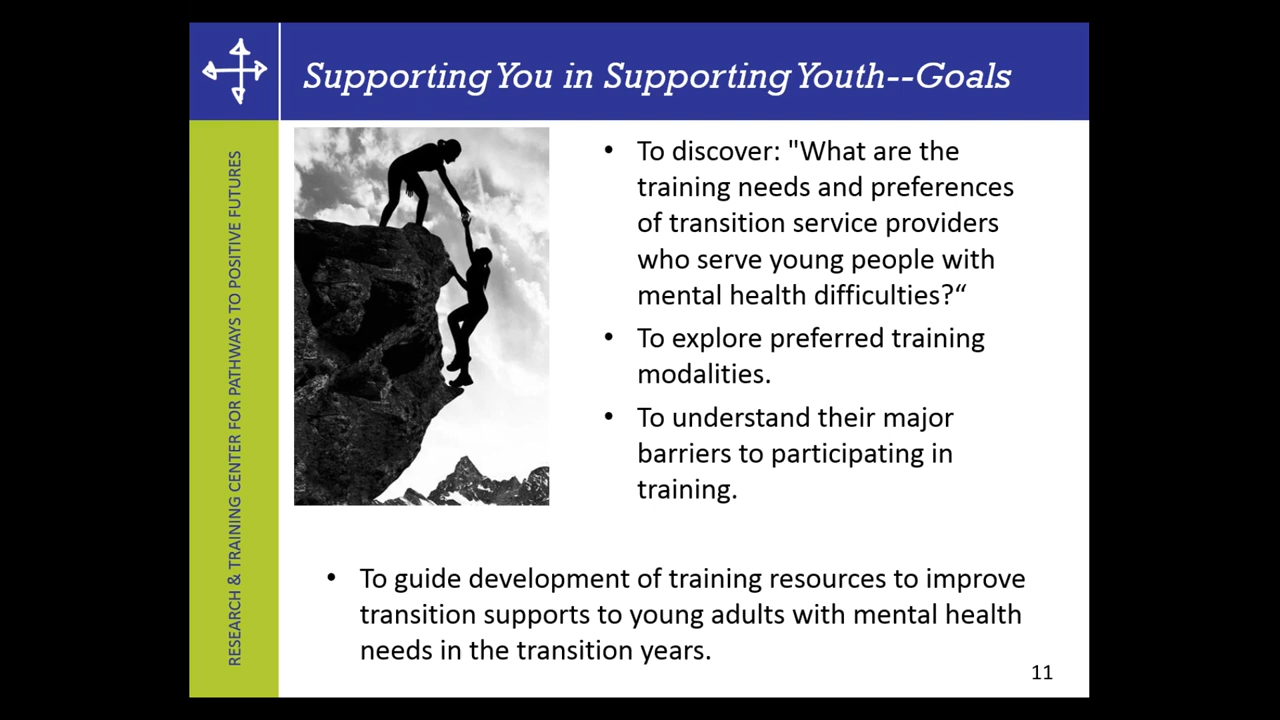 Supporting You in Supporting Youth--Goals
RESEARCH & TRAINING CENTER FOR PATHWAYS TO POSITIVE FUTURES
• To discover: "What are the
training needs and preferences
of transition service providers
who serve young people with
mental health difficulties?“
• To explore preferred training
modalities.
• To understand their major
barriers to participating in
training.
• To guide development of training resources to improve
transition supports to young adults with mental health
needs in the transition years.
11